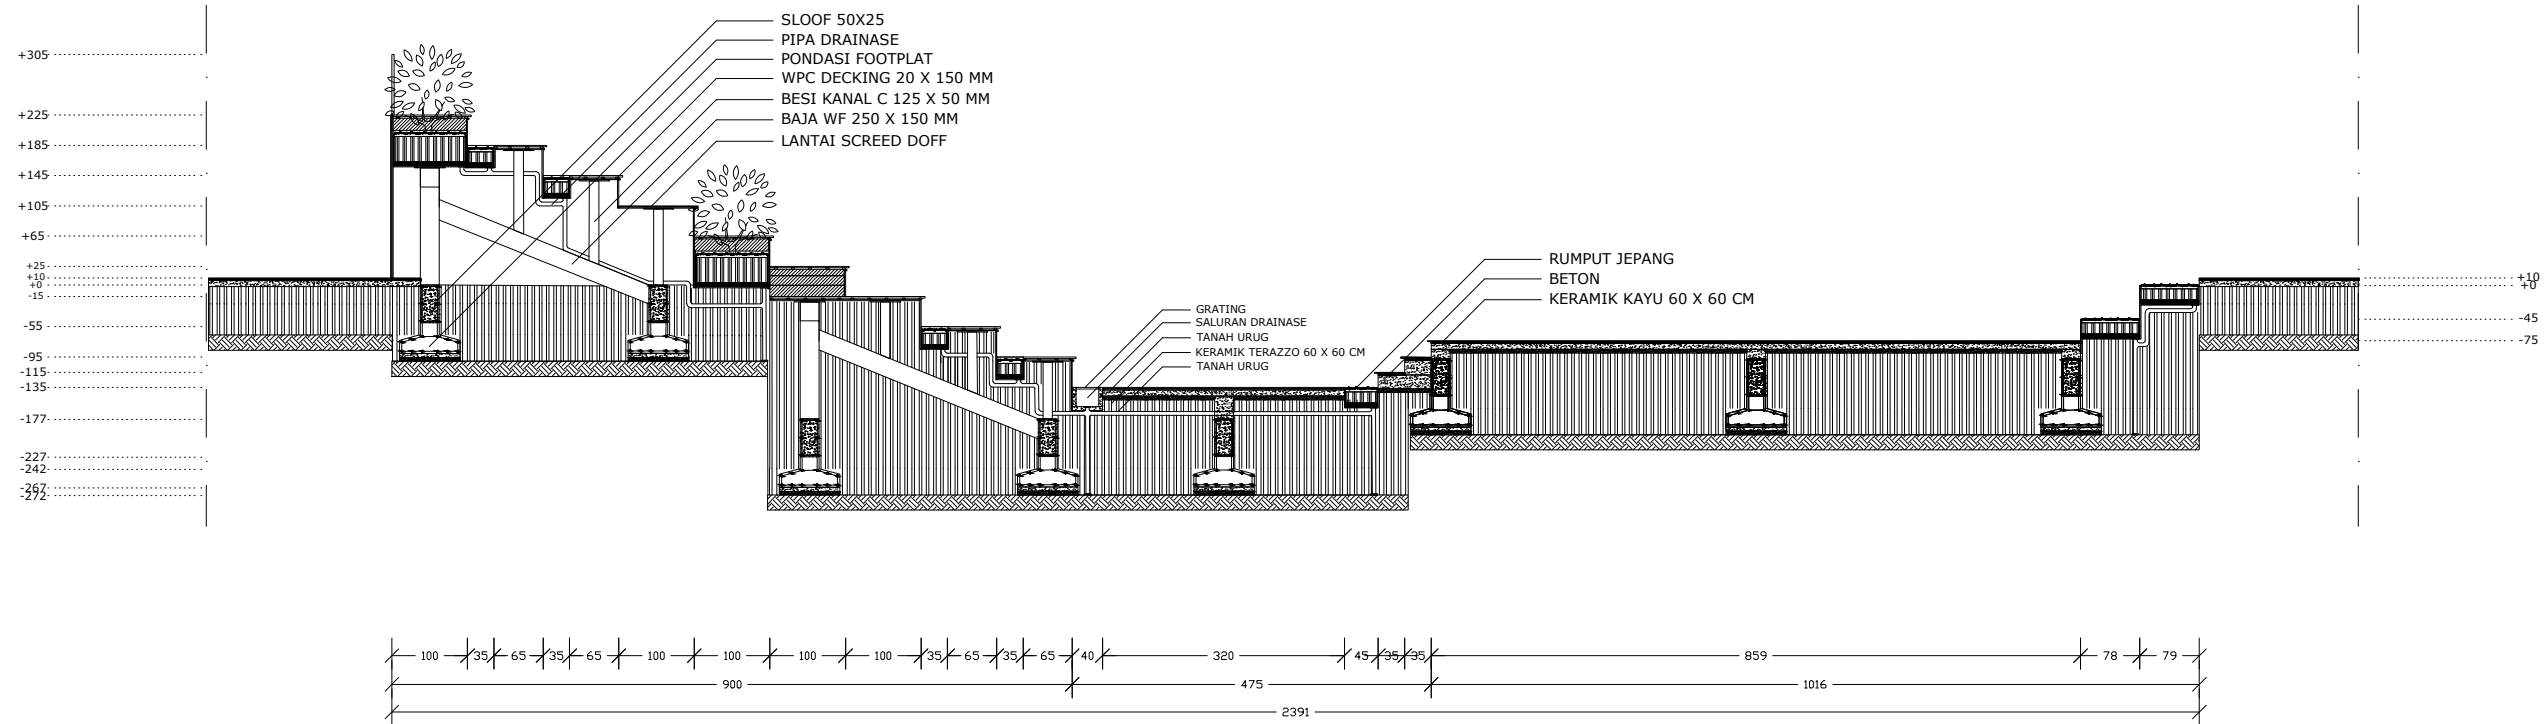 SLOOF 50X25
PIPA DRAINASE
PONDASI FOOTPLAT
WPC DECKING 20 X 150 MM
BESI KANAL C 125 X 50 MM
BAJA WF 250 X 150 MM
LANTAI SCREED DOFF
+305
+225
+185
+145
+105
+65
+25
+10
+0
-15
-55
-95
-115
-135
-177
-227
-242
-267
-272
GRATING
SALURAN DRAINASE
TANAH URUG
KERAMIK TERAZZO 60 X 60 CM
TANAH URUG
RUMPUT JEPANG
BETON
KERAMIK KAYU 60 X 60 CM
+10
+0
-45
-75
100 35 65 35 65 100 100 100 100 35 65 35 65 40 320 45 35 35 859 78 79
900 475 1016
2391